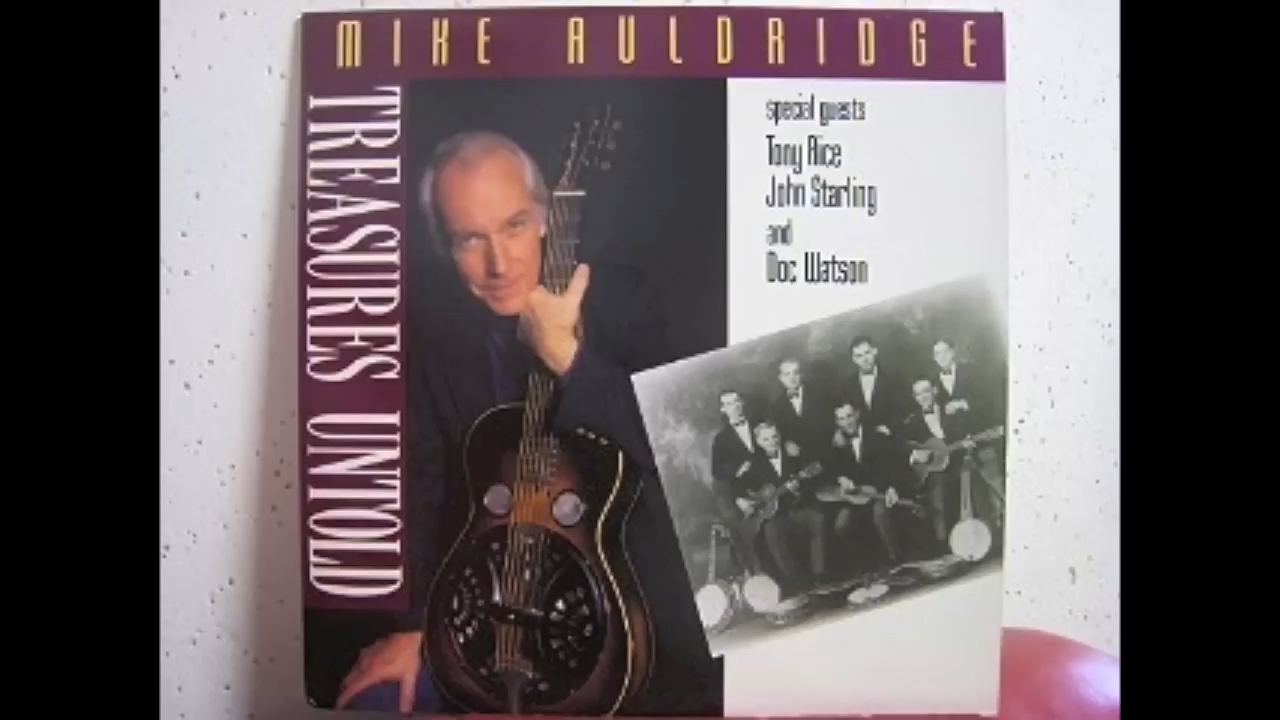 MIKE AULDRIDGE
TREASURES UNTOLD
special guests
Tony Rice
John Starling
and
Doc Watson